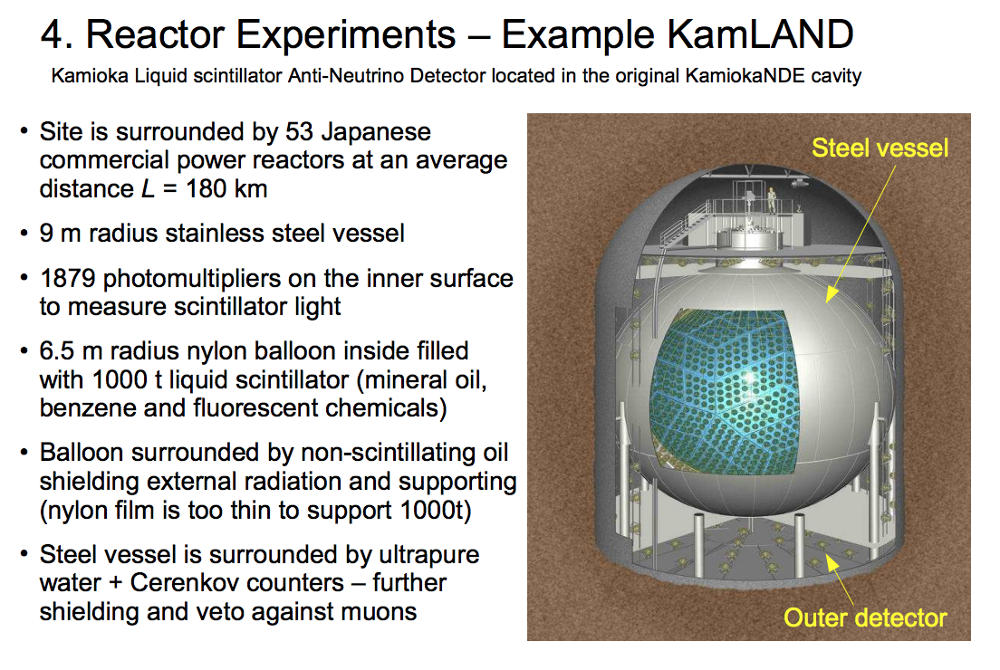 4. Reactor Experiments – Example KamLAND
Kamioka Liquid scintillator Anti-Neutrino Detector located in the original KamiokaNDE cavity
• Site is surrounded by 53 Japanese
commercial power reactors at an average
distance L = 180 km
• 9 m radius stainless steel vessel
• 1879 photomultipliers on the inner surface
to measure scintillator light
• 6.5 m radius nylon balloon inside filled
with 1000 t liquid scintillator (mineral oil,
benzene and fluorescent chemicals)
• Balloon surrounded by non-scintillating oil
shielding external radiation and supporting
(nylon film is too thin to support 1000t)
• Steel vessel is surrounded by ultrapure
water + Cerenkov counters – further
shielding and veto against muons
Steel vessel
Outer detector